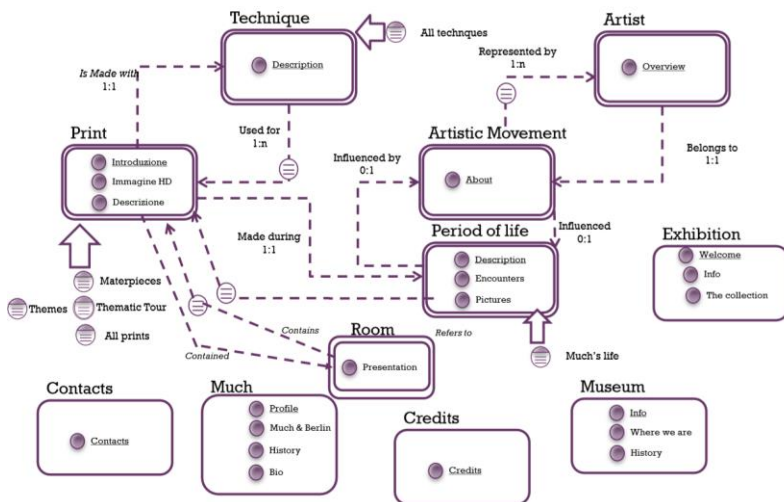 Technique
Artist
All technques
Description
Represented by
1:n
Overview
Is Made with
1:1
Used for
1:n
Print
Artistic Movement
Introduzione
Immagine HD
Descrizione
Influenced by
0:1
About
Belongs to
1:1
Period of life
Influenced
0:1
Exhibition
Made during
1:1
Description
Encounters
Pictures
Welcome
Info
The collection
Materpieces
Themes
Thematic Tour
All prints
Contains
Contained
Room
Refers to
Presentation
Much's life
Contacts
Much
Credits
Museum
Contacts
Profile
Much & Berlin
History
Bio
Credits
Info
Where we are
History